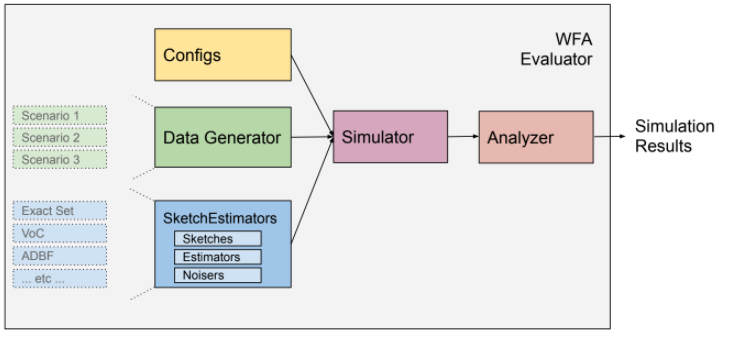 WFA
Evaluator
Configs
Scenario 1
Scenario 2
Scenario 3
Data Generator
Simulator
Analyzer
Simulation
Results
Exact Set
VoC
ADBF
... etc ...
SketchEstimators
Sketches
Estimators
Noisers